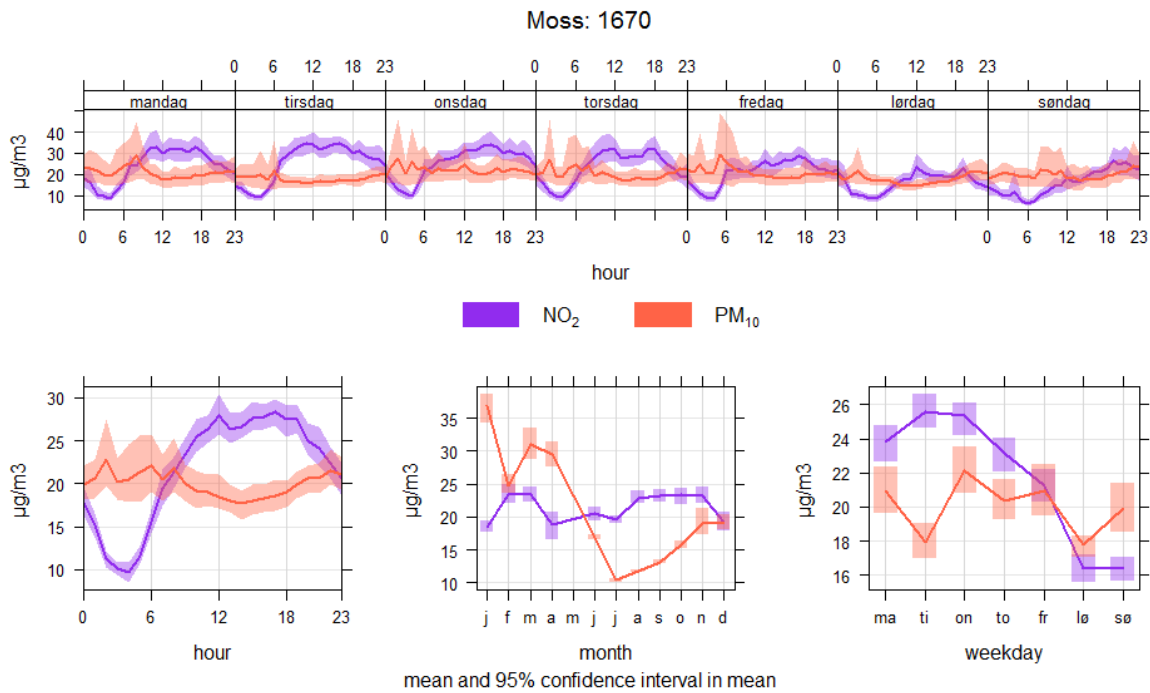 Moss: 1670
0 6 12 18 23 0 6 12 18 23 0 6 12 18 23
mandag tirsdag onsdag torsdag fredag lørdag søndag
40
30
20
10
µg/m3
0 6 12 18 23 0 6 12 18 23 0 6 12 18 23 0 6 12 18 23
hour
NO₂ PM₁₀
30
25
20
15
10
µg/m3
0 6 12 18 23
hour
35
30
25
20
15
10
µg/m3
j f m a m j j a s o n d
month
26
24
22
20
18
16
µg/m3
ma ti on to fr lø sø
weekday
mean and 95% confidence interval in mean